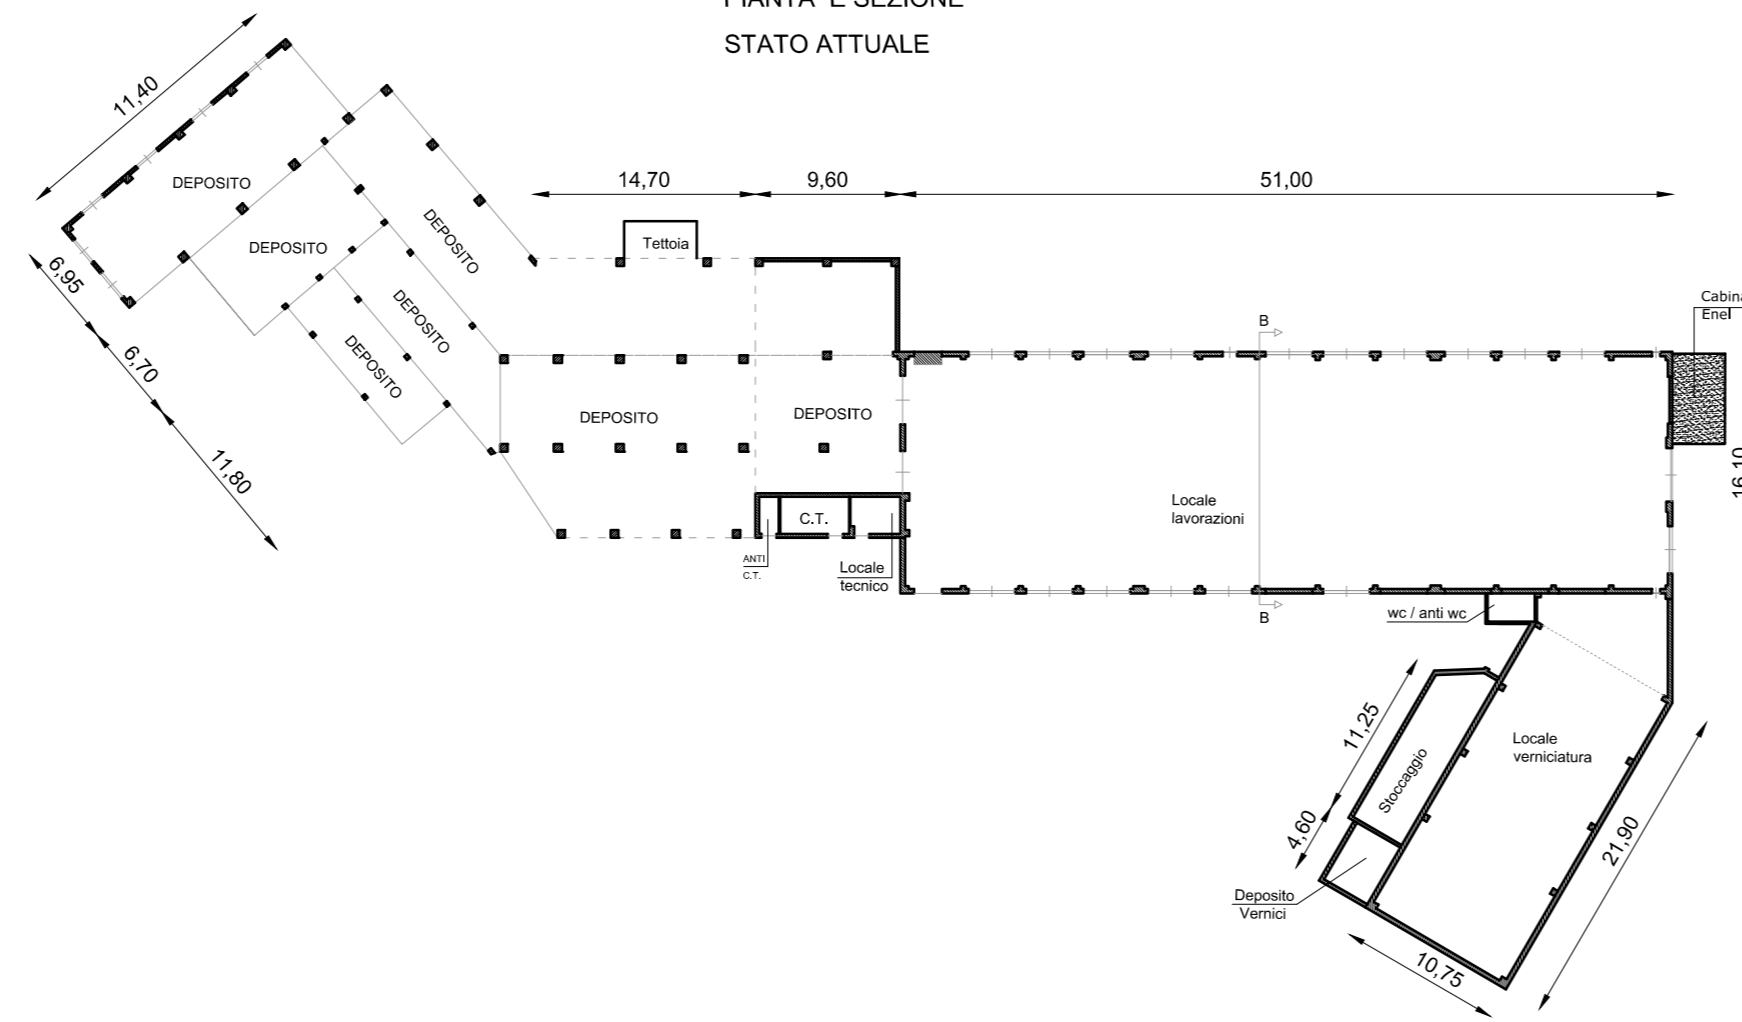 PIANTA E SEZIONE
STATO ATTUALE
11,40
14,70
9,60
51,00
DEPOSITO
DEPOSITO
DEPOSITO
Tettoia
6,95
DEPOSITO
Cabina
Enel
B
6,70
DEPOSITO
DEPOSITO
DEPOSITO
11,80
16,10
Locale
lavorazioni
C.T.
ANTI
C.T.
Locale
tecnico
B
wc / anti wc
11,25
Locale
verniciatura
Stoccaggio
4,60
21,90
Deposito
Vernici
10,75